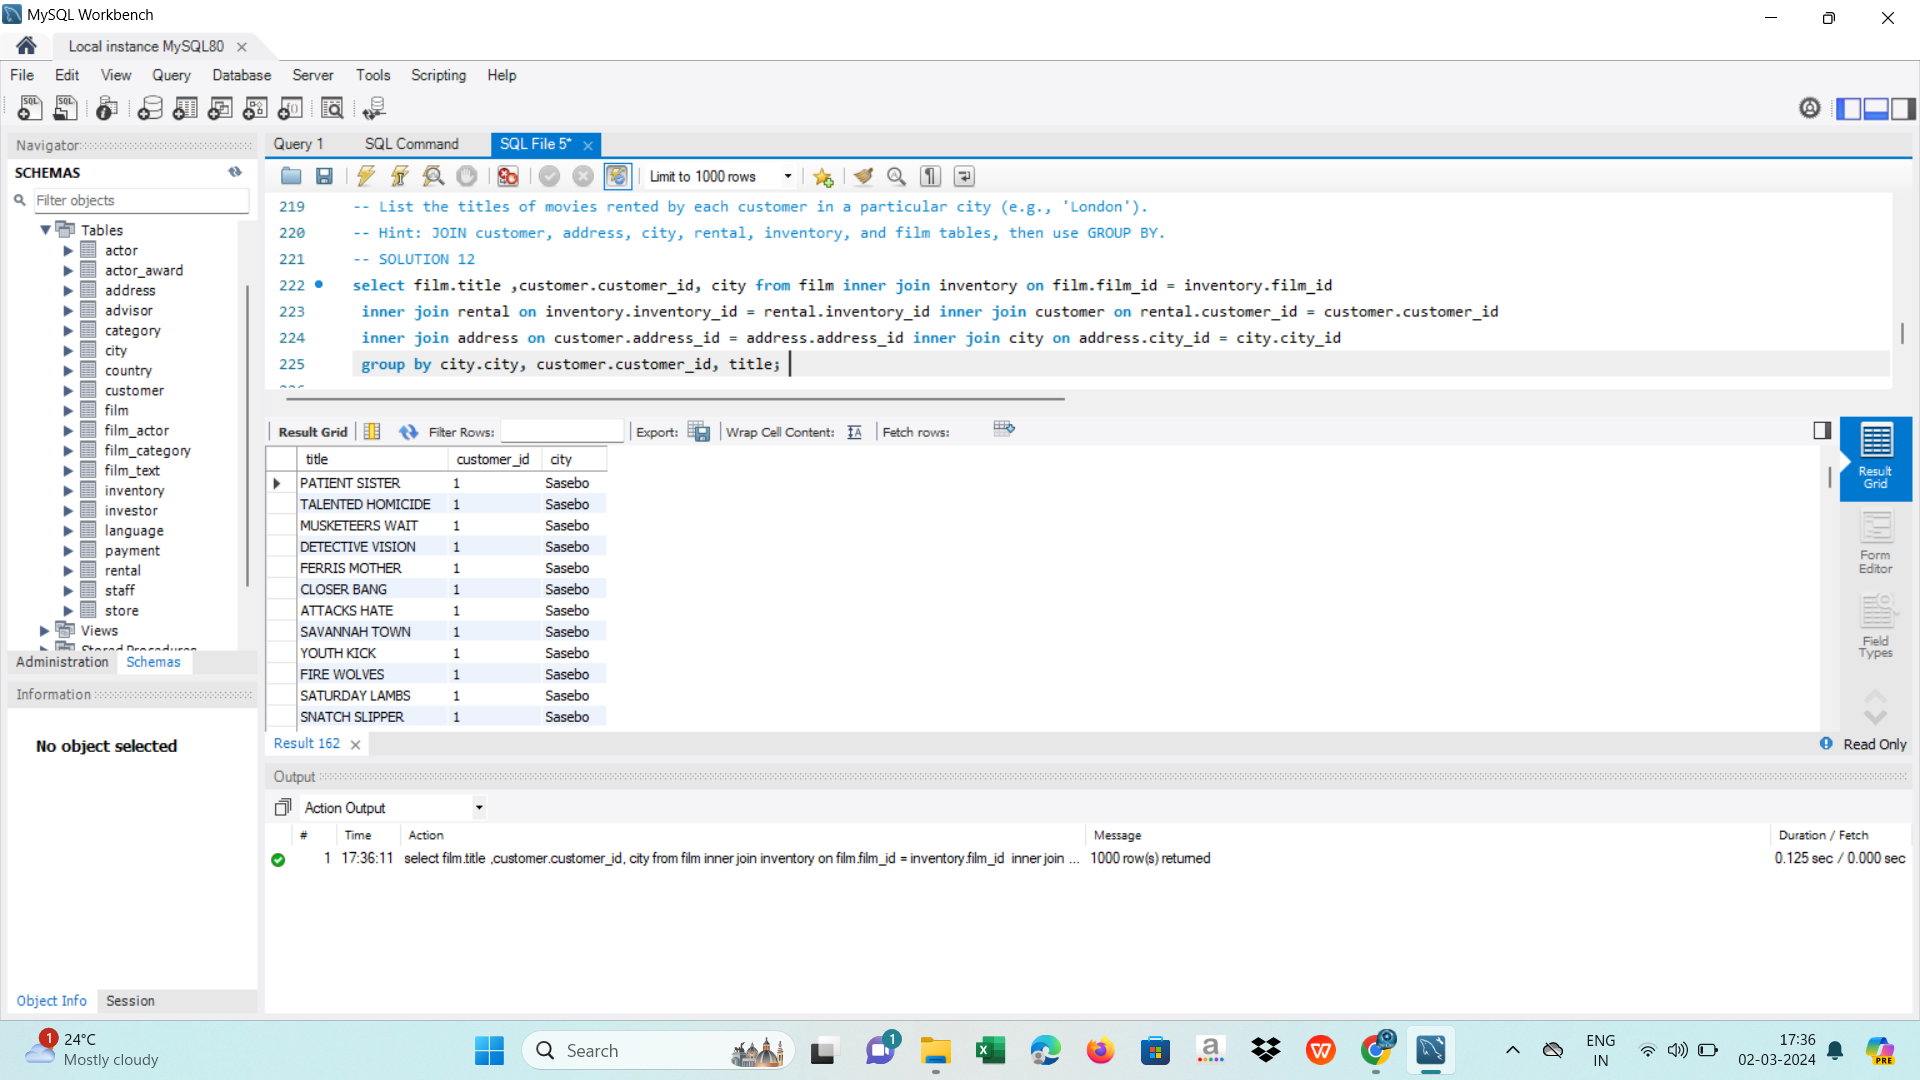 MySQL Workbench
Local instance MySQL80
File Edit View Query Database Server Tools Scripting Help
Navigator
SCHEMAS
Filter objects
Tables
actor
actor_award
address
advisor
category
city
country
customer
film
film_actor
film_category
film_text
inventory
investor
language
payment
rental
staff
store
Views
Stored Procedures
Administration Schemas
Information
No object selected
Object Info Session
Query 1 SQL Command SQL File 5*
Limit to 1000 rows
219 -- List the titles of movies rented by each customer in a particular city (e.g., 'London').
220 -- Hint: JOIN customer, address, city, rental, inventory, and film tables, then use GROUP BY.
221 -- SOLUTION 12
222 select film.title ,customer.customer_id, city from film inner join inventory on film.film_id = inventory.film_id
223 inner join rental on inventory.inventory_id = rental.inventory_id inner join customer on rental.customer_id = customer.customer_id
224 inner join address on customer.address_id = address.address_id inner join city on address.city_id = city.city_id
225 group by city.city, customer.customer_id, title;
Result Grid Filter Rows: Export: Wrap Cell Content: Fetch rows:
title customer_id city
PATIENT SISTER 1 Sasebo
TALENTED HOMICIDE 1 Sasebo
MUSKETEERS WAIT 1 Sasebo
DETECTIVE VISION 1 Sasebo
FERRIS MOTHER 1 Sasebo
CLOSER BANG 1 Sasebo
ATTACKS HATE 1 Sasebo
SAVANNAH TOWN 1 Sasebo
YOUTH KICK 1 Sasebo
FIRE WOLVES 1 Sasebo
SATURDAY LAMBS 1 Sasebo
SNATCH SLIPPER 1 Sasebo
Result Grid
Form Editor
Field Types
Result 162
Read Only
Output
Action Output
# Time Action Message Duration / Fetch
1 17:36:11 select film.title ,customer.customer_id, city from film inner join inventory on film.film_id = inventory.film_id inner join ... 1000 row(s) returned 0.125 sec / 0.000 sec
1
24°C
Mostly cloudy
Search
1
ENG
IN
17:36
02-03-2024
PRE